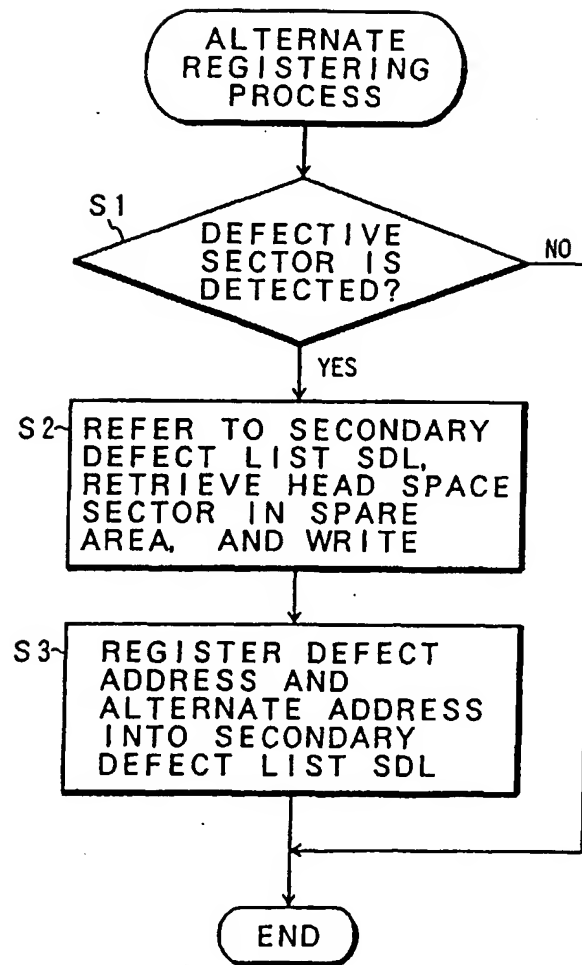 ALTERNATE
REGISTERING
PROCESS
S1
DEFECTIVE
SECTOR IS
DETECTED?
NO
YES
S2
REFER TO SECONDARY
DEFECT LIST SDL,
RETRIEVE HEAD SPACE
SECTOR IN SPARE
AREA, AND WRITE
S3
REGISTER DEFECT
ADDRESS AND
ALTERNATE ADDRESS
INTO SECONDARY
DEFECT LIST SDL
END